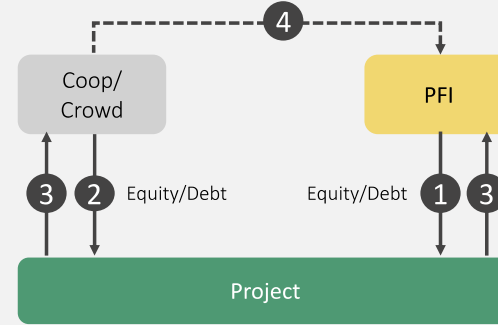 4
Coop/
Crowd
PFI
3
2
Equity/Debt
Equity/Debt
1
3
Project